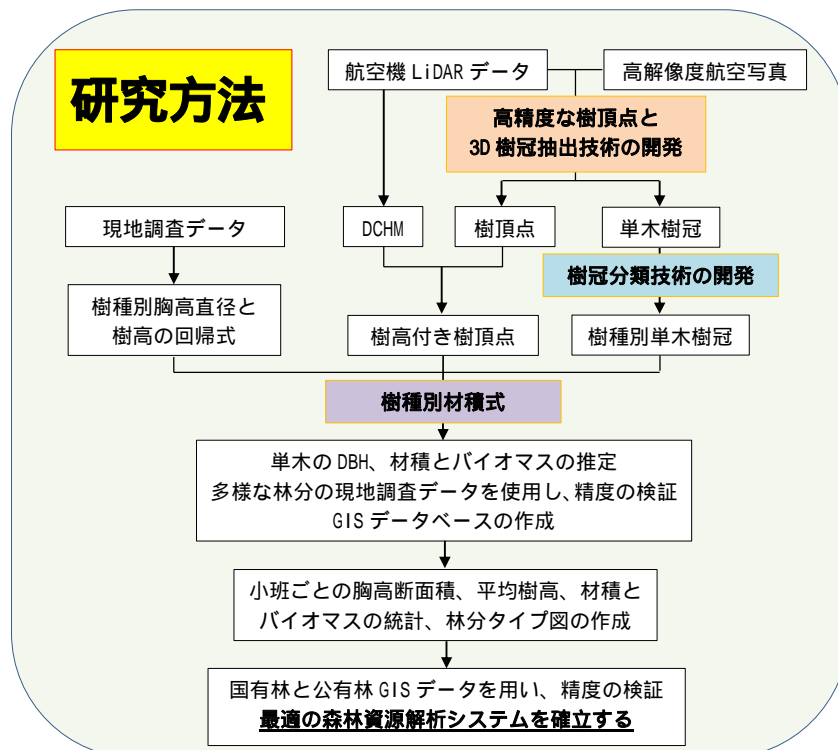 研究方法
航空機 LiDAR データ
高解像度航空写真
高精度な樹頂点と
3D 樹冠抽出技術の開発
現地調査データ
DCHM
樹頂点
単木樹冠
樹冠分類技術の開発
樹種別胸高直径と
樹高の回帰式
樹高付き樹頂点
樹種別単木樹冠
樹種別材積式
単木の DBH、材積とバイオマスの推定
多様な林分の現地調査データを使用し、精度の検証
GIS データベースの作成
小班ごとの胸高断面積、平均樹高、材積と
バイオマスの統計、林分タイプ図の作成
国有林と公有林 GIS データを用い、精度の検証
最適の森林資源解析システムを確立する